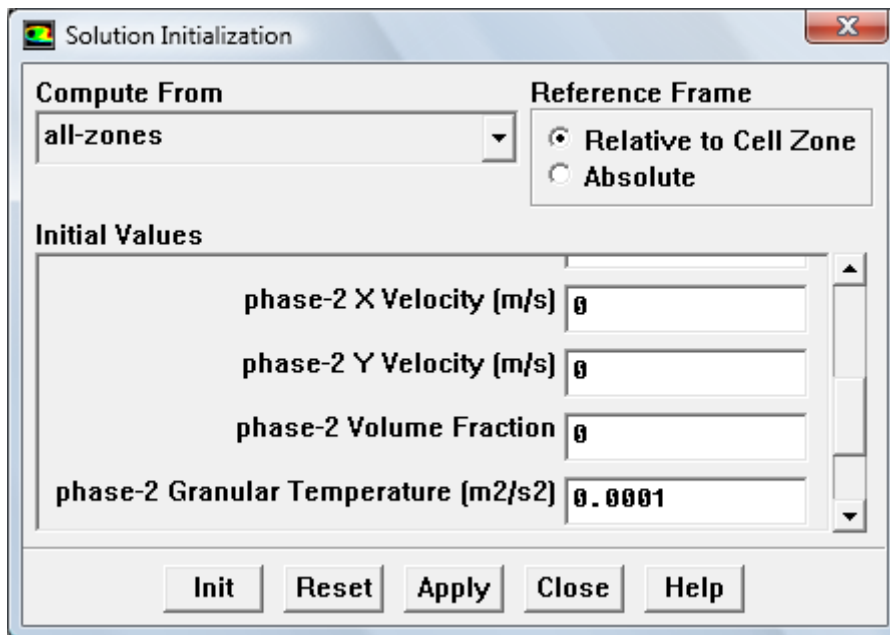 Solution Initialization
Compute From
Reference Frame
all-zones
Relative to Cell Zone
Absolute
Initial Values
phase-2 X Velocity (m/s) 0
phase-2 Y Velocity (m/s) 0
phase-2 Volume Fraction 0
phase-2 Granular Temperature (m2/s2) 0.0001
Init Reset Apply Close Help